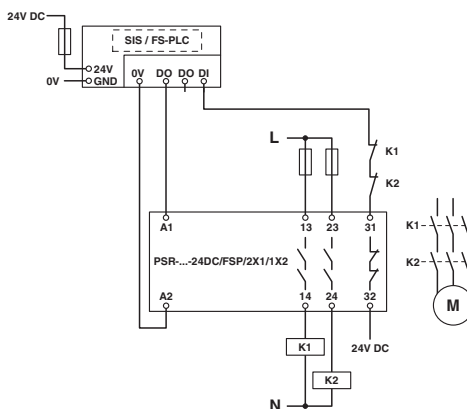 24V DC
SIS / FS-PLC
24V
0V
GND
0V DO DO DI
K1
L
K2
A1 13 23 31
PSR-...-24DC/FSP/2X1/1X2
A2 14 24 32
K1
K2
M
K1
24V DC
K2
N